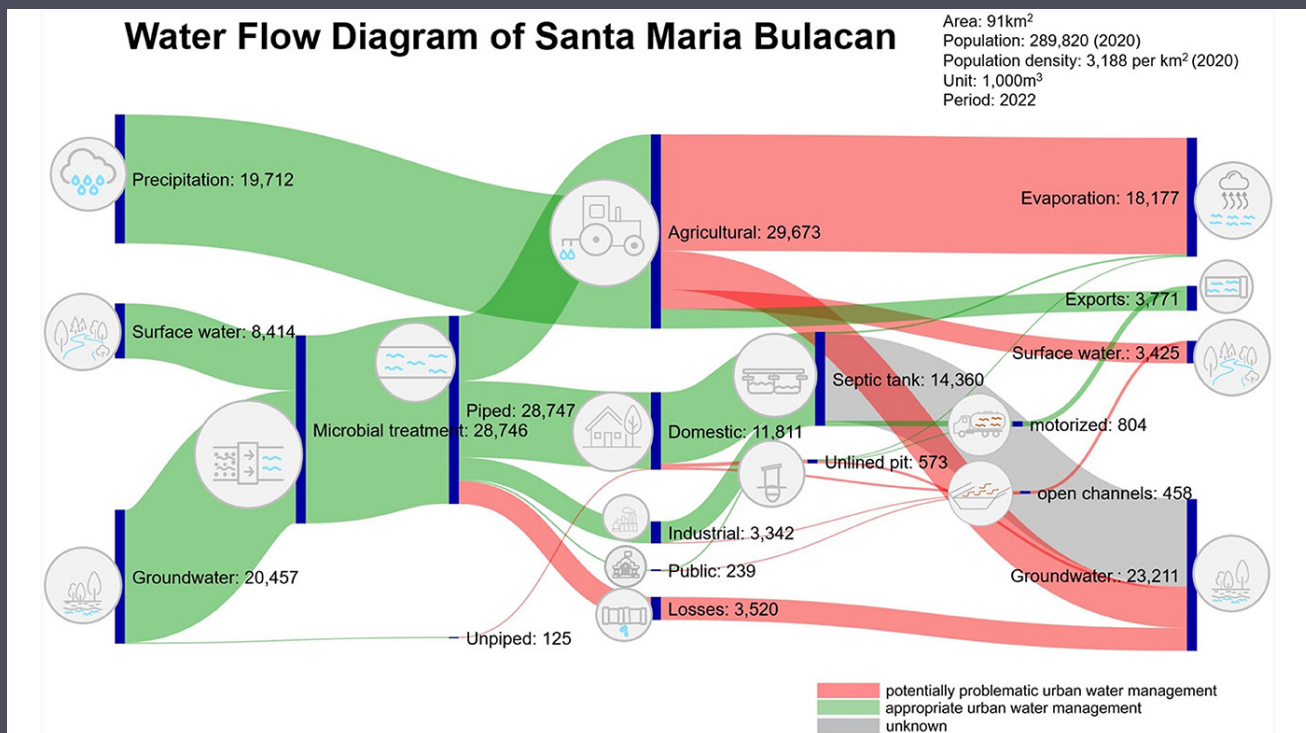 Water Flow Diagram of Santa Maria Bulacan
Area: 91km²
Population: 289,820 (2020)
Population density: 3,188 per km² (2020)
Unit: 1,000m³
Period: 2022
Precipitation: 19,712
Surface water: 8,414
Groundwater: 20,457
Microbial treatment: 28,746
Piped: 28,747
Unpiped: 125
Agricultural: 29,673
Domestic: 11,811
Industrial: 3,342
Public: 239
Losses: 3,520
Septic tank: 14,360
Unlined pit: 573
motorized: 804
open channels: 458
Evaporation: 18,177
Exports: 3,771
Surface water.: 3,425
Groundwater.: 23,211
potentially problematic urban water management
appropriate urban water management
unknown